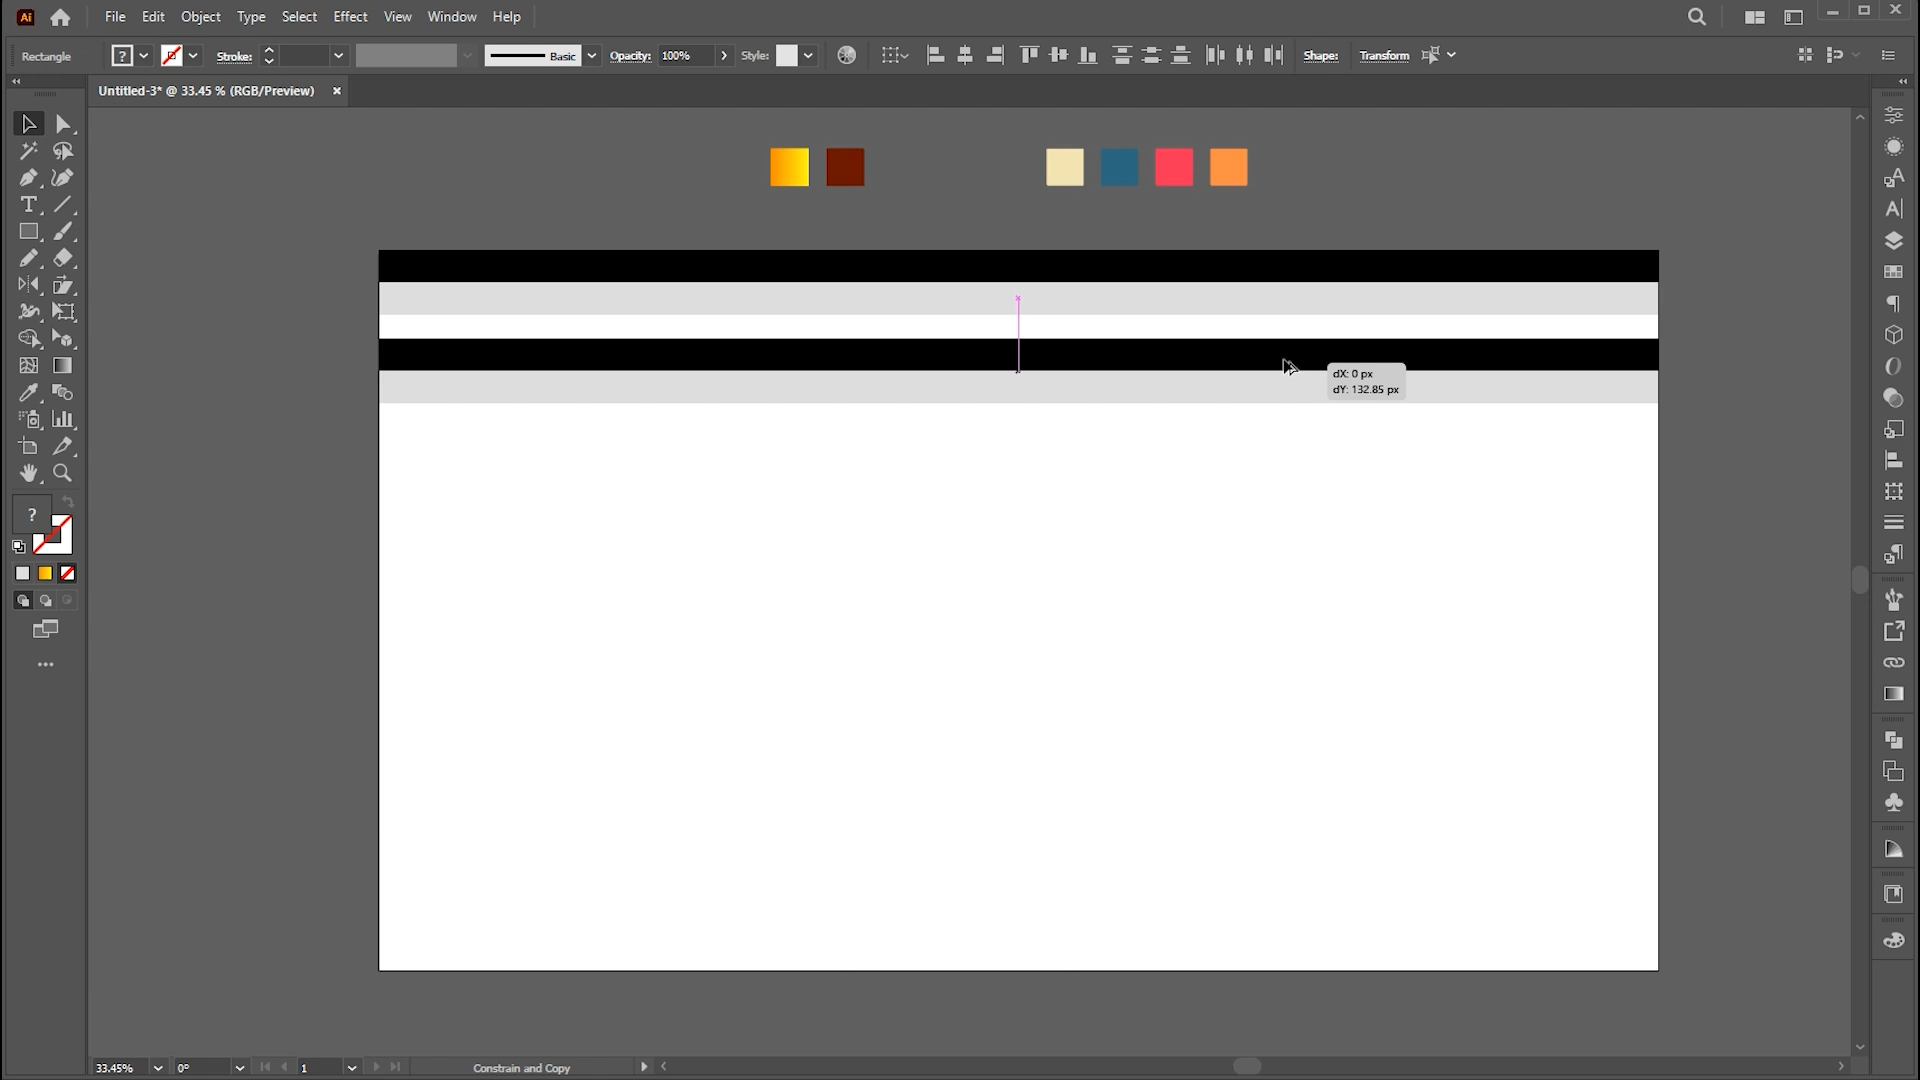 Ai File Edit Object Type Select Effect View Window Help
Rectangle ? Stroke: Basic Opacity: 100% Style: Shape: Transform
Untitled-3* @ 33.45 % (RGB/Preview) ×
dX: 0 px
dY: 132.85 px
?
33.45% 0° 1 Constrain and Copy